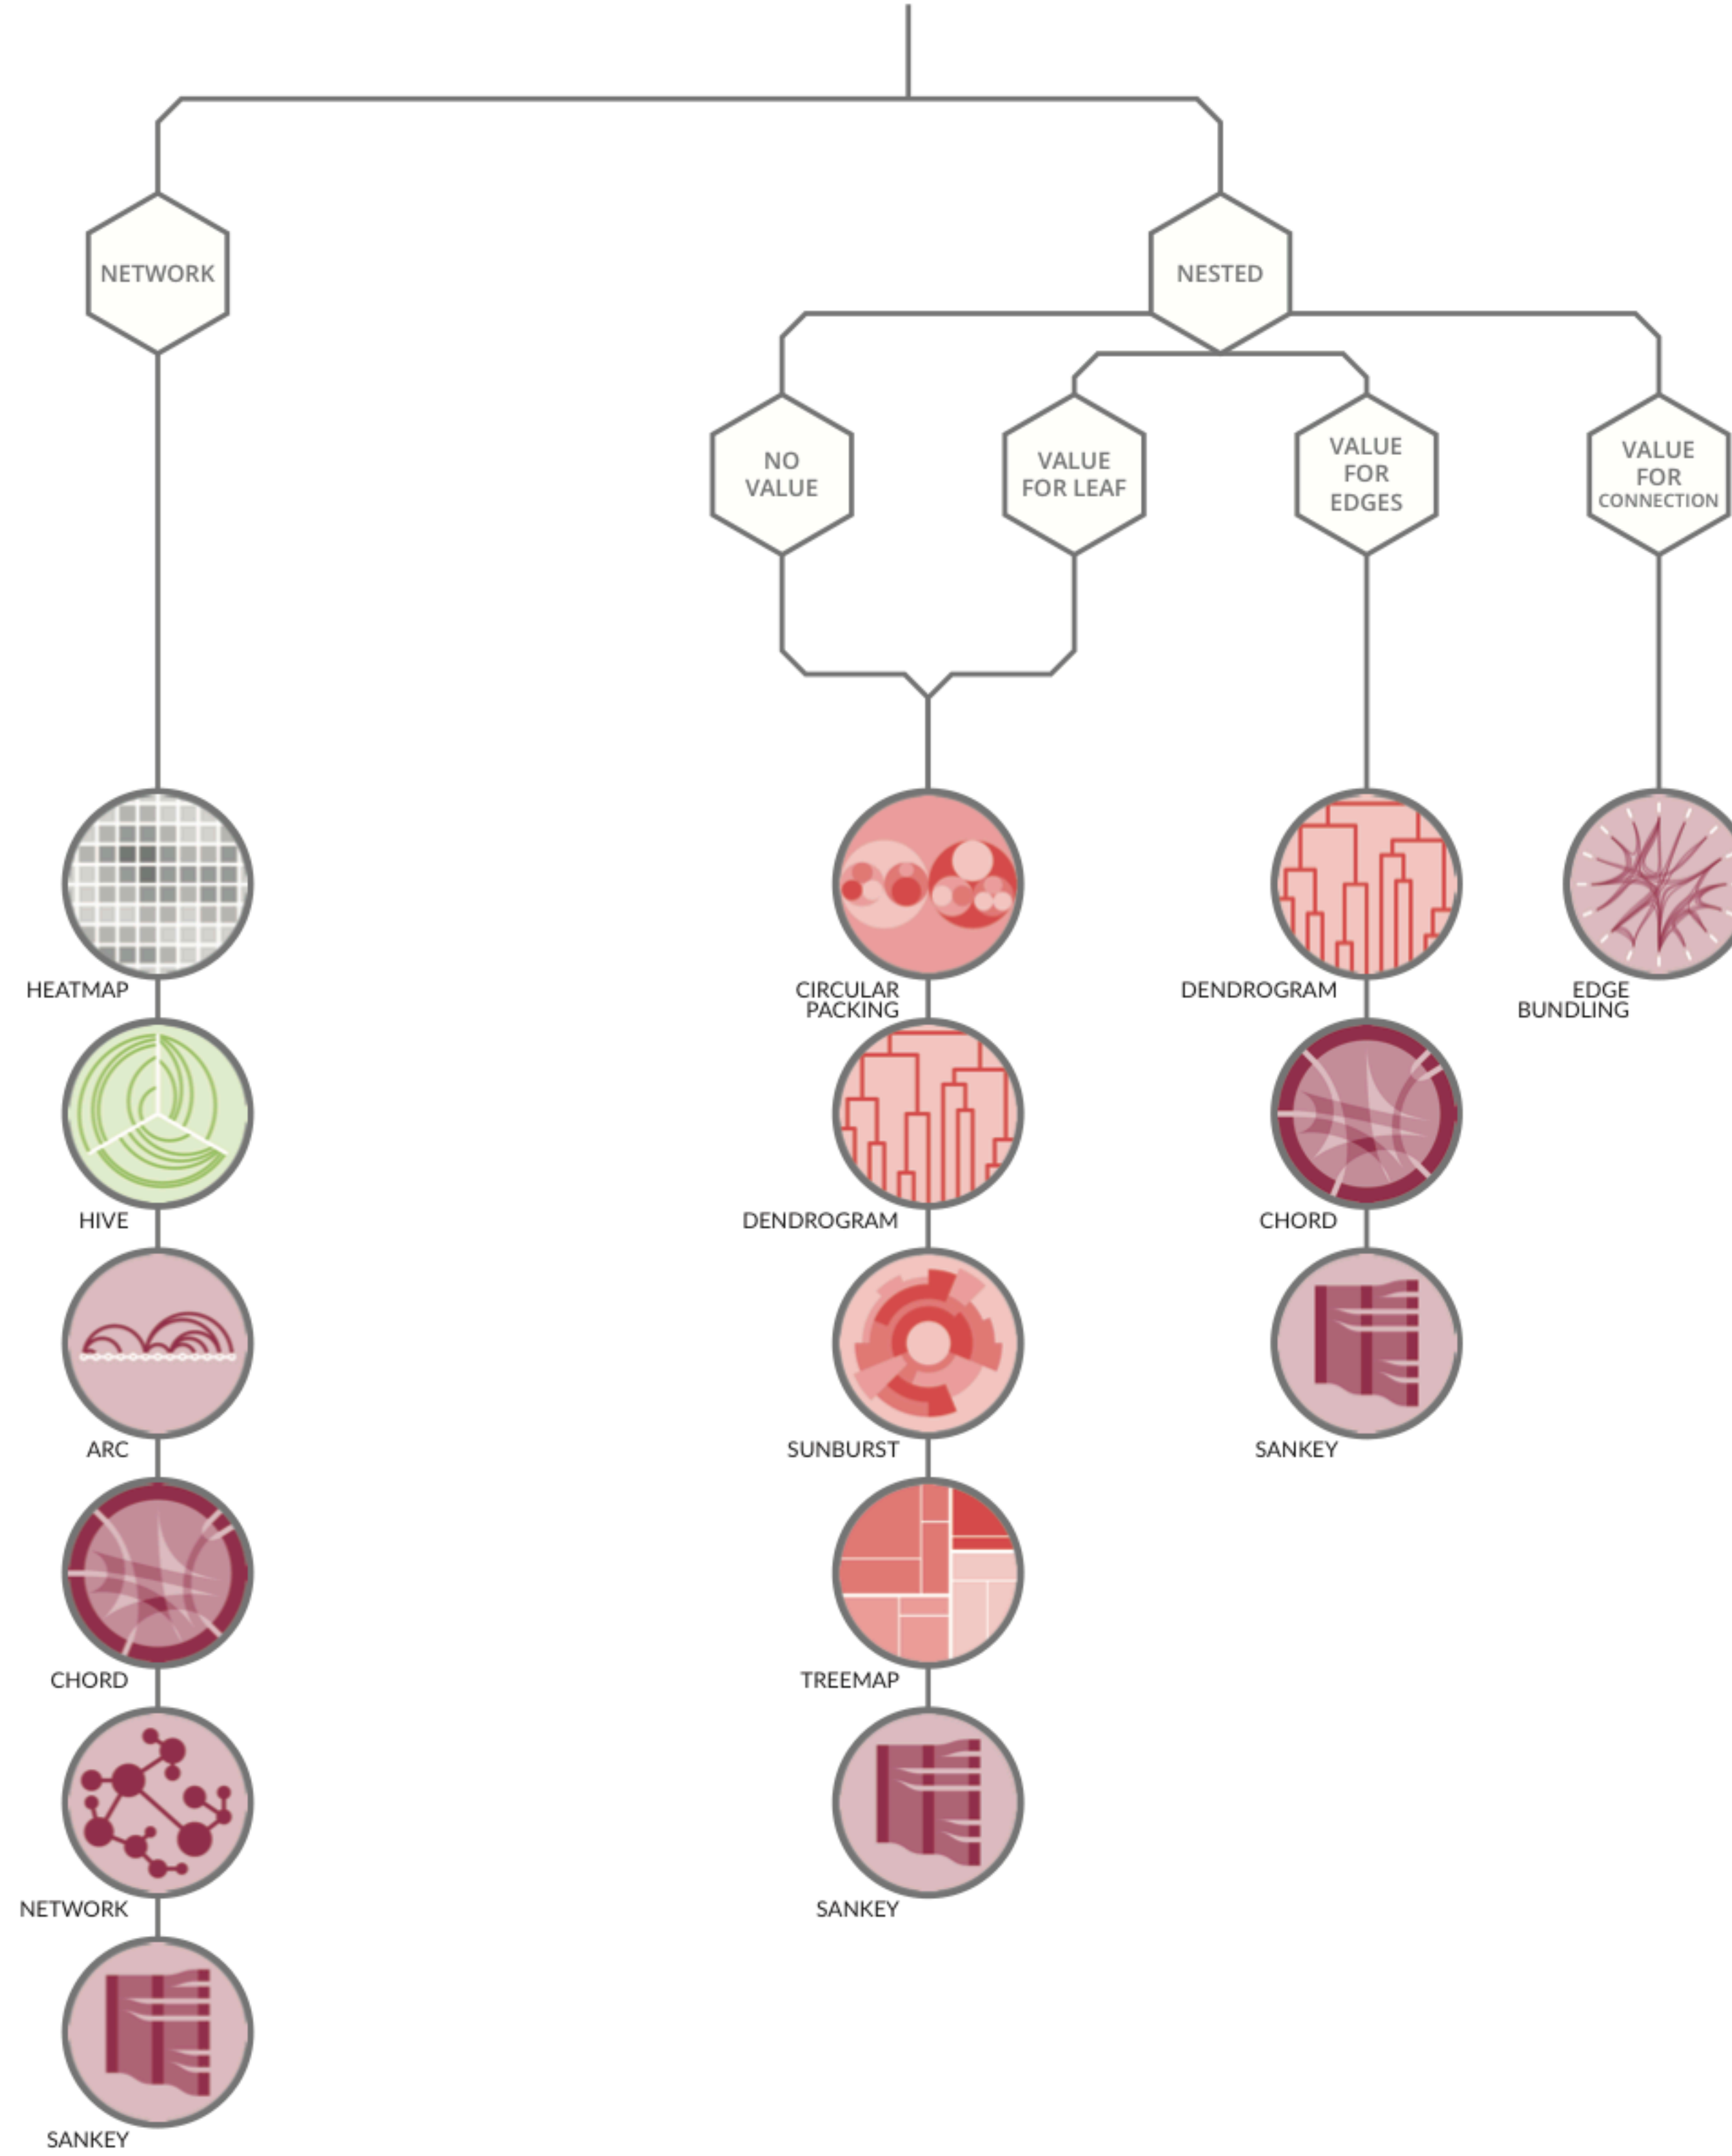 NETWORK
NESTED
NO
VALUE
VALUE
FOR LEAF
VALUE
FOR
EDGES
VALUE
FOR
CONNECTION
HEATMAP
CIRCULAR
PACKING
DENDROGRAM
EDGE
BUNDLING
HIVE
DENDROGRAM
CHORD
ARC
SUNBURST
SANKEY
CHORD
TREEMAP
NETWORK
SANKEY
SANKEY